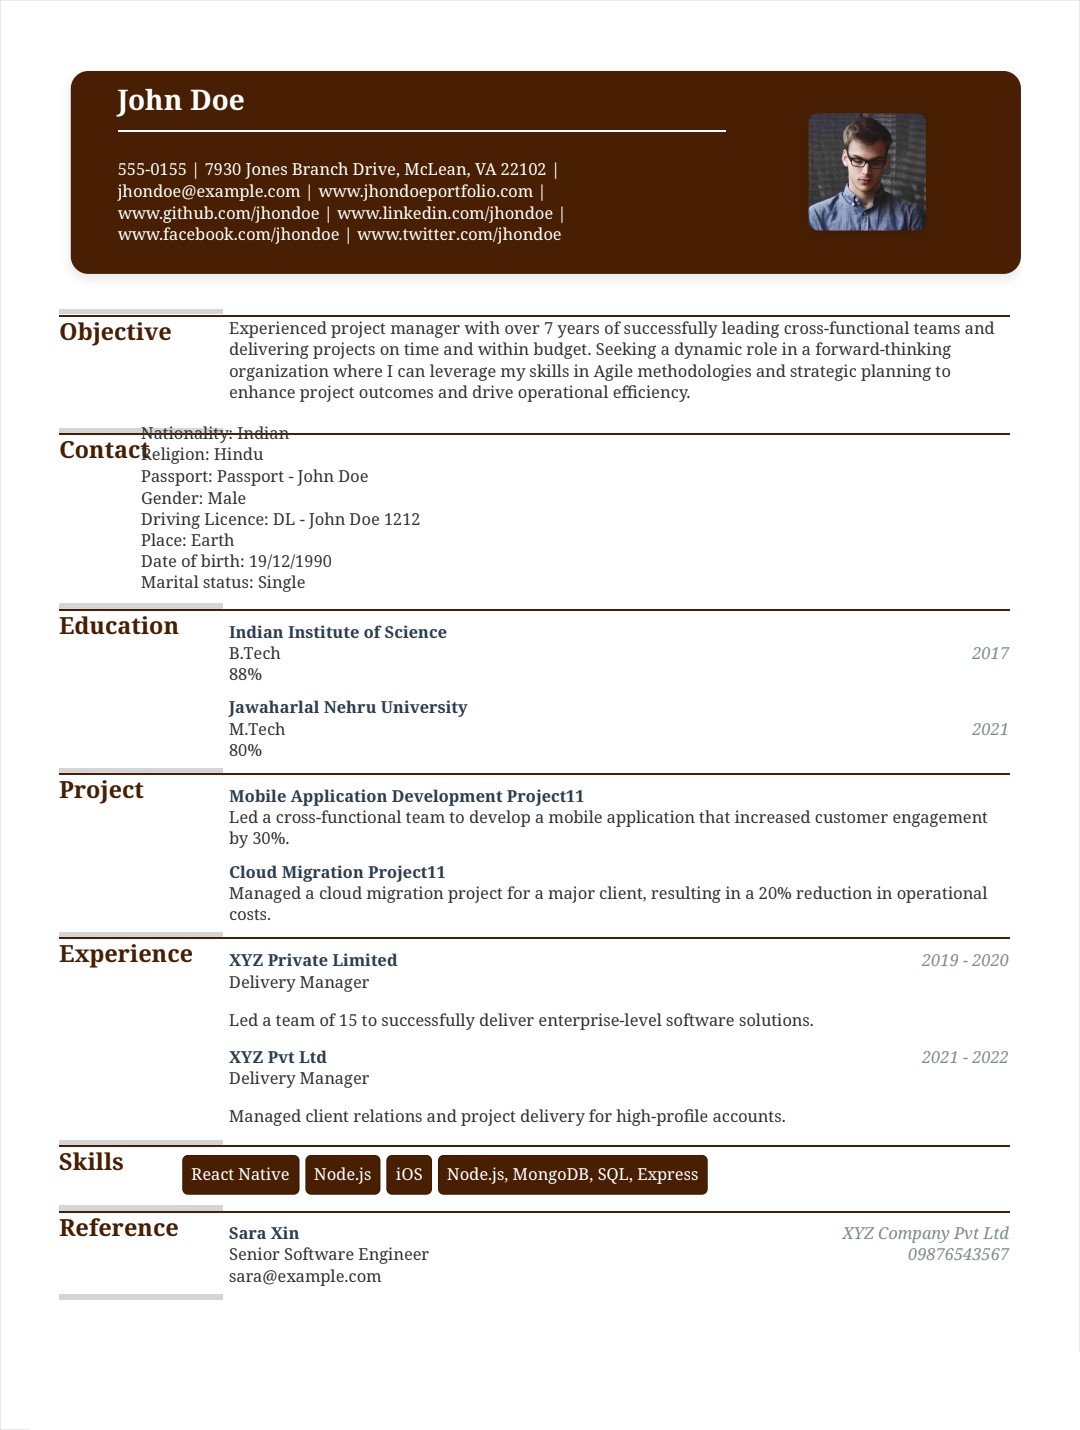 John Doe
555-0155 | 7930 Jones Branch Drive, McLean, VA 22102 |
jhondoe@example.com | www.jhondoeportfolio.com |
www.github.com/jhondoe | www.linkedin.com/jhondoe |
www.facebook.com/jhondoe | www.twitter.com/jhondoe
Objective
Experienced project manager with over 7 years of successfully leading cross-functional teams and
delivering projects on time and within budget. Seeking a dynamic role in a forward-thinking
organization where I can leverage my skills in Agile methodologies and strategic planning to
enhance project outcomes and drive operational efficiency.
Contact
Nationality: Indian
Religion: Hindu
Passport: Passport - John Doe
Gender: Male
Driving Licence: DL - John Doe 1212
Place: Earth
Date of birth: 19/12/1990
Marital status: Single
Education
Indian Institute of Science
B.Tech 2017
88%
Jawaharlal Nehru University
M.Tech 2021
80%
Project
Mobile Application Development Project11
Led a cross-functional team to develop a mobile application that increased customer engagement
by 30%.
Cloud Migration Project11
Managed a cloud migration project for a major client, resulting in a 20% reduction in operational
costs.
Experience
XYZ Private Limited 2019 - 2020
Delivery Manager
Led a team of 15 to successfully deliver enterprise-level software solutions.
XYZ Pvt Ltd 2021 - 2022
Delivery Manager
Managed client relations and project delivery for high-profile accounts.
Skills
React Native Node.js iOS Node.js, MongoDB, SQL, Express
Reference
Sara Xin XYZ Company Pvt Ltd
Senior Software Engineer 09876543567
sara@example.com